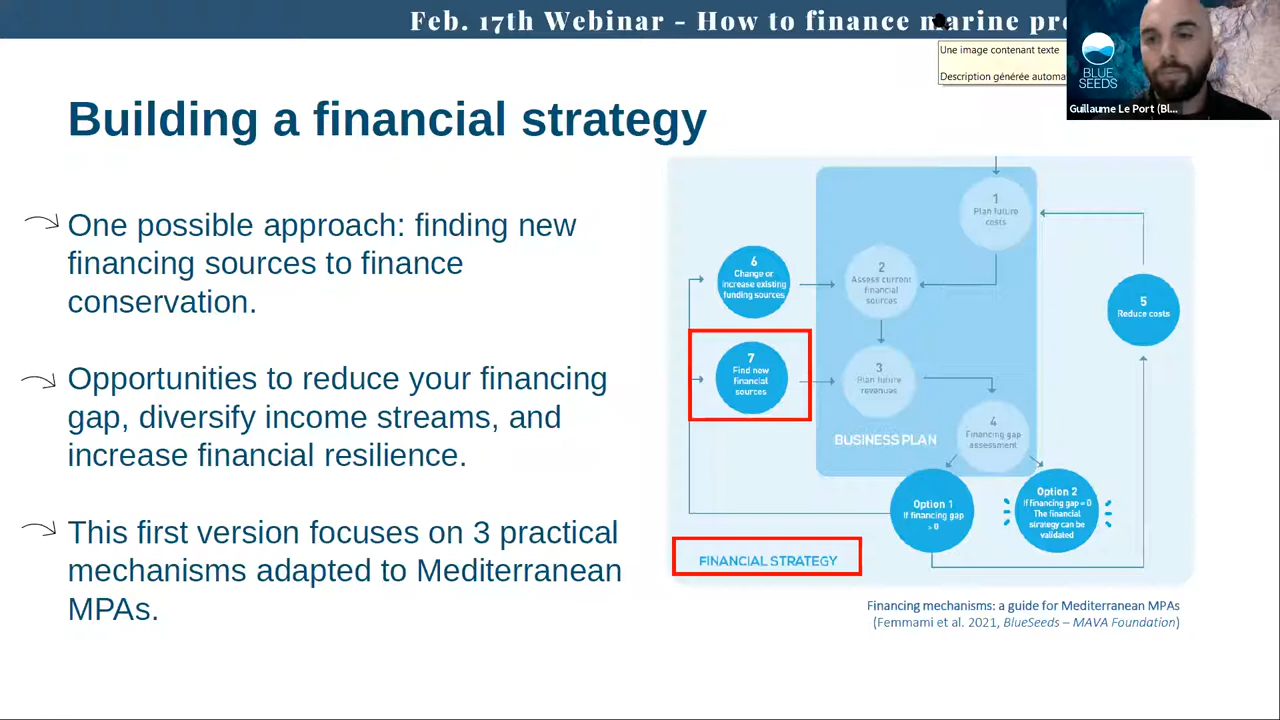 Feb. 17th Webinar - How to finance marine pro
Une image contenant texte
Description générée automa
BLUE
SEEDS
Guillaume Le Port (Bl...
Building a financial strategy
One possible approach: finding new
financing sources to finance
conservation.
Opportunities to reduce your financing
gap, diversify income streams, and
increase financial resilience.
This first version focuses on 3 practical
mechanisms adapted to Mediterranean
MPAs.
1
Plan future
costs
6
Change or
increase existing
funding sources
2
Assess current
financial
sources
5
Reduce costs
7
Find new
financial
sources
3
Plan future
revenues
4
Financing gap
assessment
BUSINESS PLAN
Option 1
If financing gap
> 0
Option 2
If financing gap = 0
The financial
strategy can be
validated
FINANCIAL STRATEGY
Financing mechanisms: a guide for Mediterranean MPAs
(Femmami et al. 2021, BlueSeeds – MAVA Foundation)